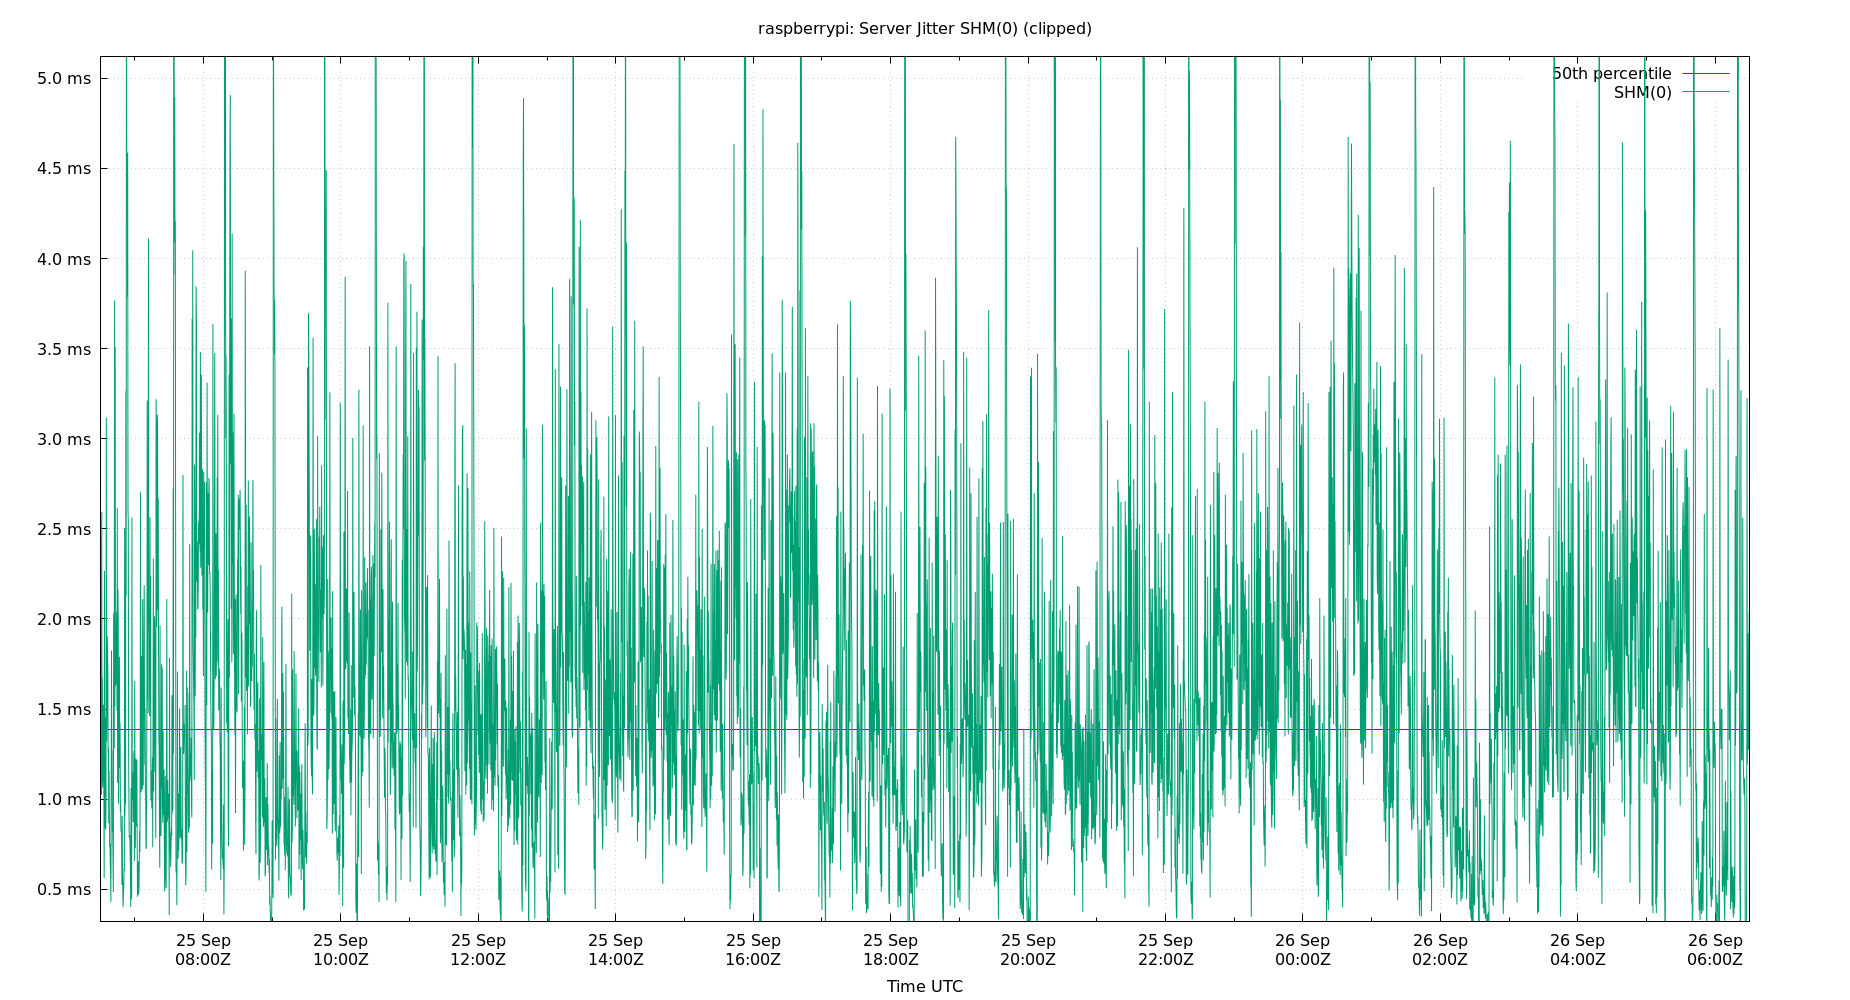 raspberrypi: Server Jitter SHM(0) (clipped)
50th percentile
SHM(0)
5.0 ms
4.5 ms
4.0 ms
3.5 ms
3.0 ms
2.5 ms
2.0 ms
1.5 ms
1.0 ms
0.5 ms
25 Sep 25 Sep 25 Sep 25 Sep 25 Sep 25 Sep 25 Sep 25 Sep 26 Sep 26 Sep 26 Sep 26 Sep
08:00Z 10:00Z 12:00Z 14:00Z 16:00Z 18:00Z 20:00Z 22:00Z 00:00Z 02:00Z 04:00Z 06:00Z
Time UTC